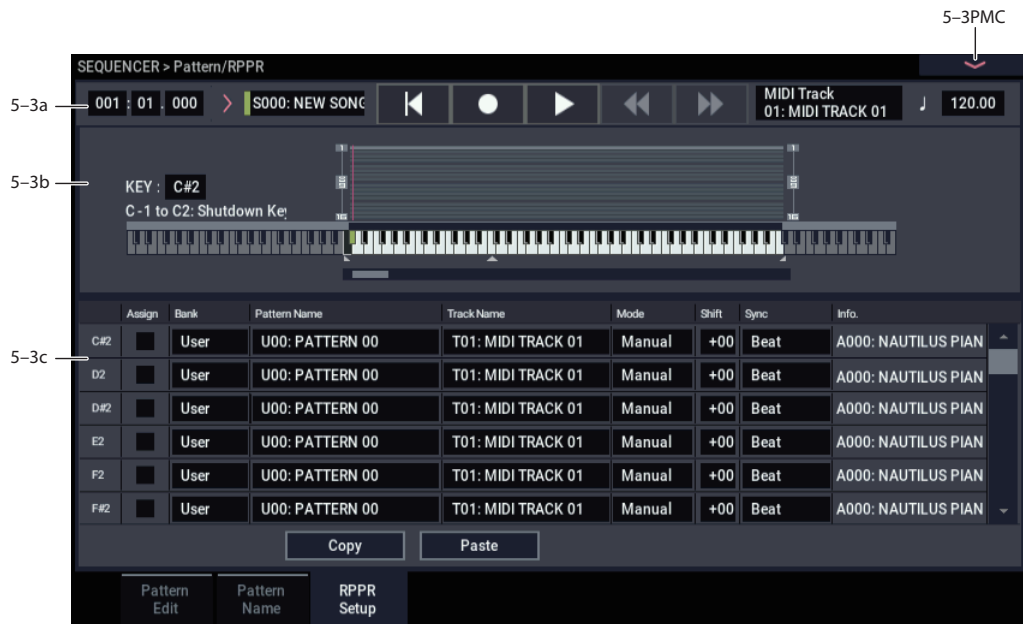 5–3PMC
SEQUENCER > Pattern/RPPR
5–3a
001 : 01 . 000
S000: NEW SONG
MIDI Track
01: MIDI TRACK 01
♩ 120.00
5–3b
KEY : C#2
C-1 to C2: Shutdown Key
1
1
16
16
Assign Bank Pattern Name Track Name Mode Shift Sync Info.
5–3c
C#2 User U00: PATTERN 00 T01: MIDI TRACK 01 Manual +00 Beat A000: NAUTILUS PIAN
D2 User U00: PATTERN 00 T01: MIDI TRACK 01 Manual +00 Beat A000: NAUTILUS PIAN
D#2 User U00: PATTERN 00 T01: MIDI TRACK 01 Manual +00 Beat A000: NAUTILUS PIAN
E2 User U00: PATTERN 00 T01: MIDI TRACK 01 Manual +00 Beat A000: NAUTILUS PIAN
F2 User U00: PATTERN 00 T01: MIDI TRACK 01 Manual +00 Beat A000: NAUTILUS PIAN
F#2 User U00: PATTERN 00 T01: MIDI TRACK 01 Manual +00 Beat A000: NAUTILUS PIAN
Copy Paste
Pattern Edit
Pattern Name
RPPR Setup